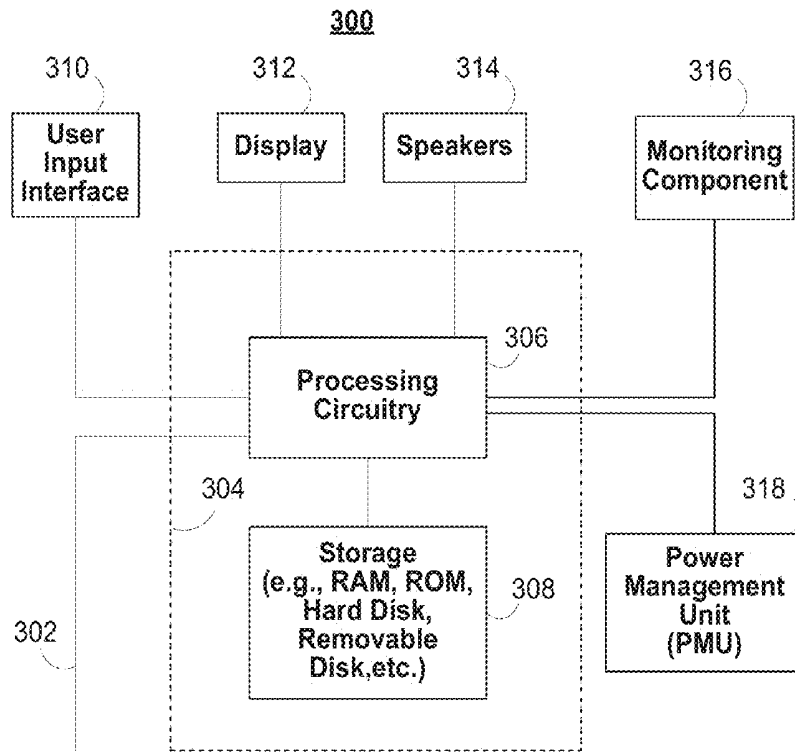 300
310
312
314
316
User
Input
Interface
Display
Speakers
Monitoring
Component
306
Processing
Circuitry
304
318
Storage
(e.g., RAM, ROM,
Hard Disk,
Removable
Disk,etc.)
308
Power
Management
Unit
(PMU)
302